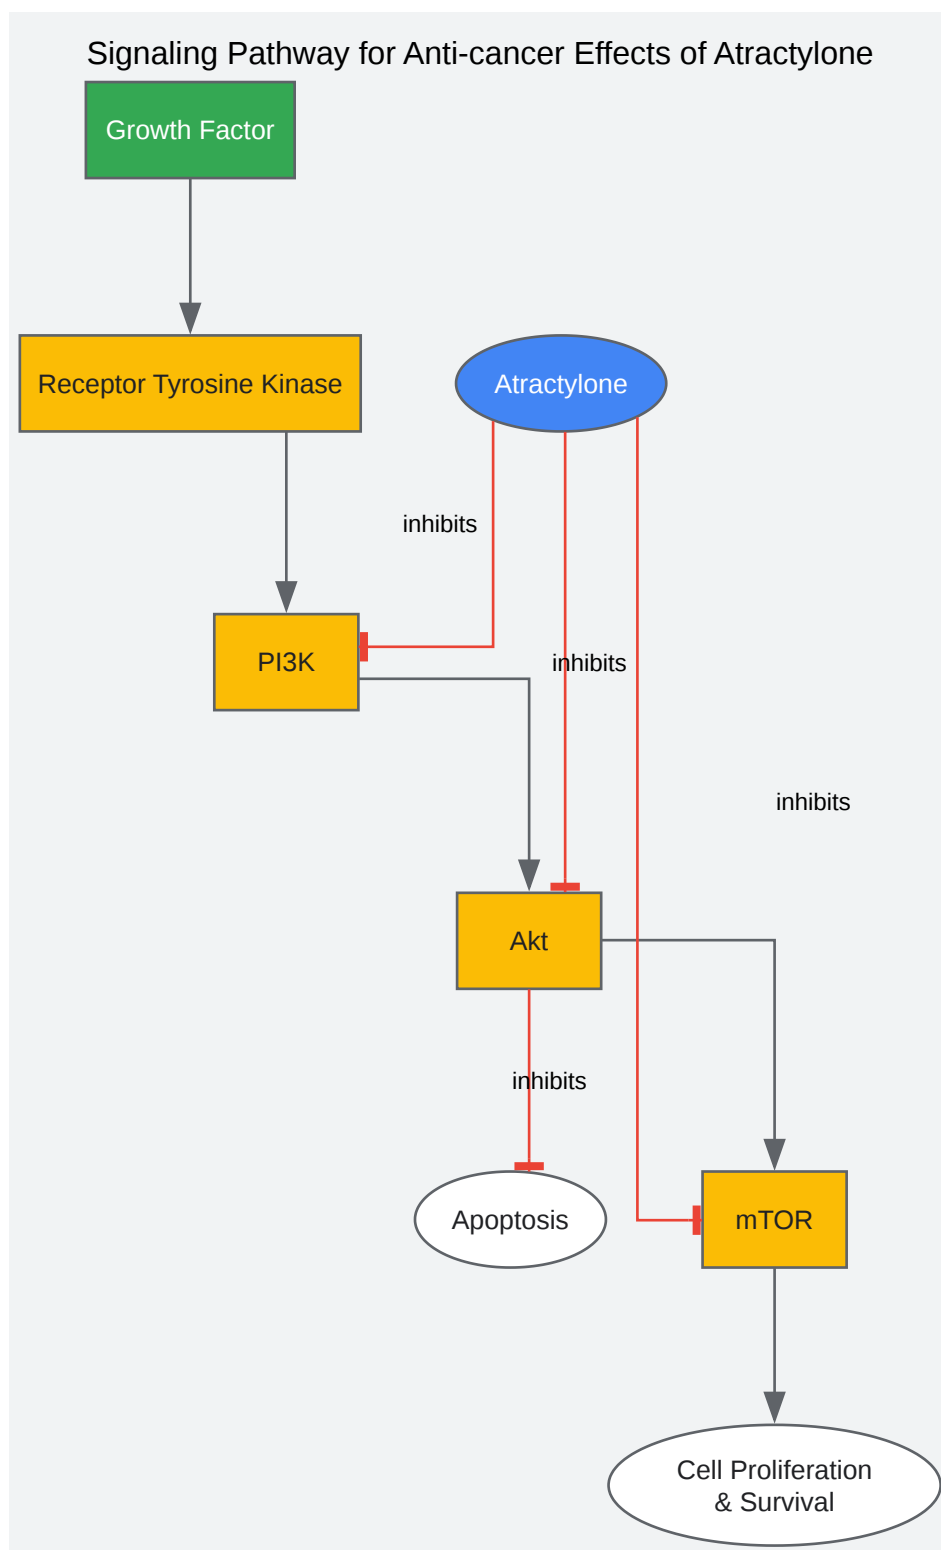 Signaling Pathway for Anti-cancer Effects of Atractylone
Growth Factor
Receptor Tyrosine Kinase
Atractylone
inhibits
PI3K
inhibits
inhibits
Akt
inhibits
Apoptosis
mTOR
Cell Proliferation
& Survival